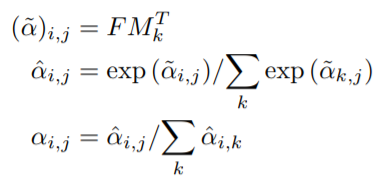 (α̃)_{i,j} = FM_k^T
α̂_{i,j} = exp (α̃_{i,j}) / ∑_k exp (α̃_{k,j})
α_{i,j} = α̂_{i,j} / ∑_k α̂_{i,k}